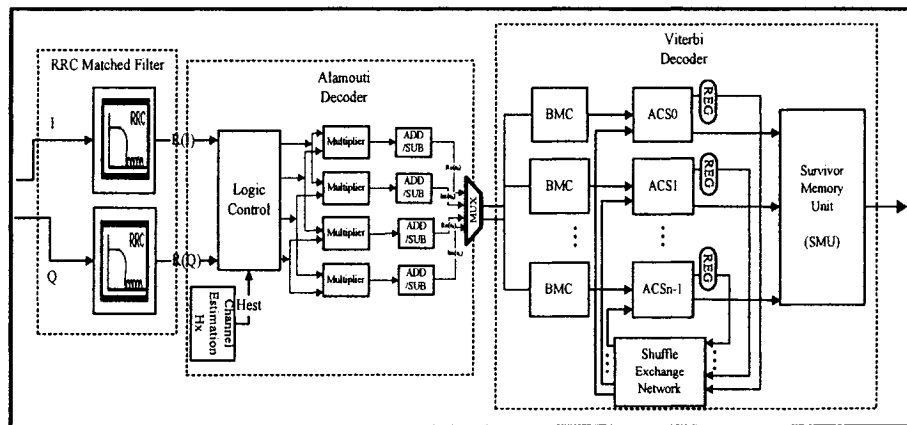 RRC Matched Filter
I
RRC
R(I)
Q
RRC
R(Q)
Alamouti
Decoder
Logic
Control
Hest
Channel
Estimation
Hx
Multiplier
ADD
/SUB
Multiplier
ADD
/SUB
Multiplier
ADD
/SUB
Multiplier
ADD
/SUB
MUX
Viterbi
Decoder
BMC
ACS0
REG
BMC
ACS1
REG
BMC
ACSn-1
REG
Shuffle
Exchange
Network
Survivor
Memory
Unit
(SMU)